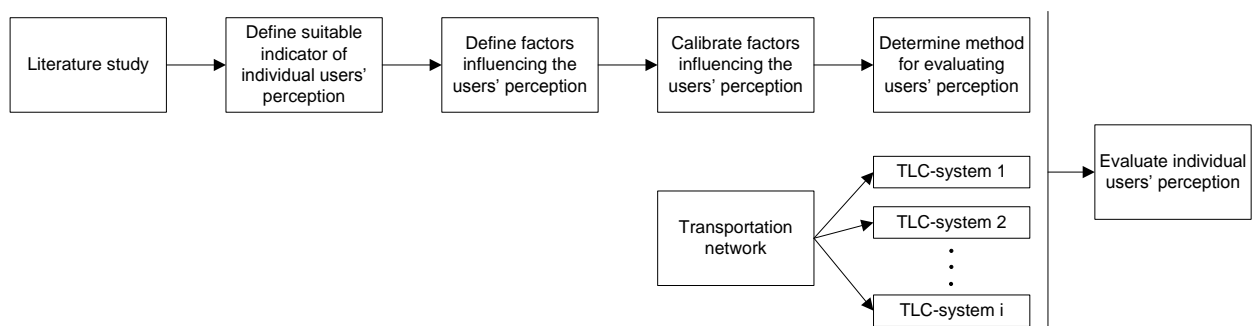 Literature study
Define suitable
indicator of
individual users’
perception
Define factors
influencing the
users’ perception
Calibrate factors
influencing the
users’ perception
Determine method
for evaluating
users’ perception
Transportation
network
TLC-system 1
TLC-system 2
TLC-system i
Evaluate individual
users’ perception